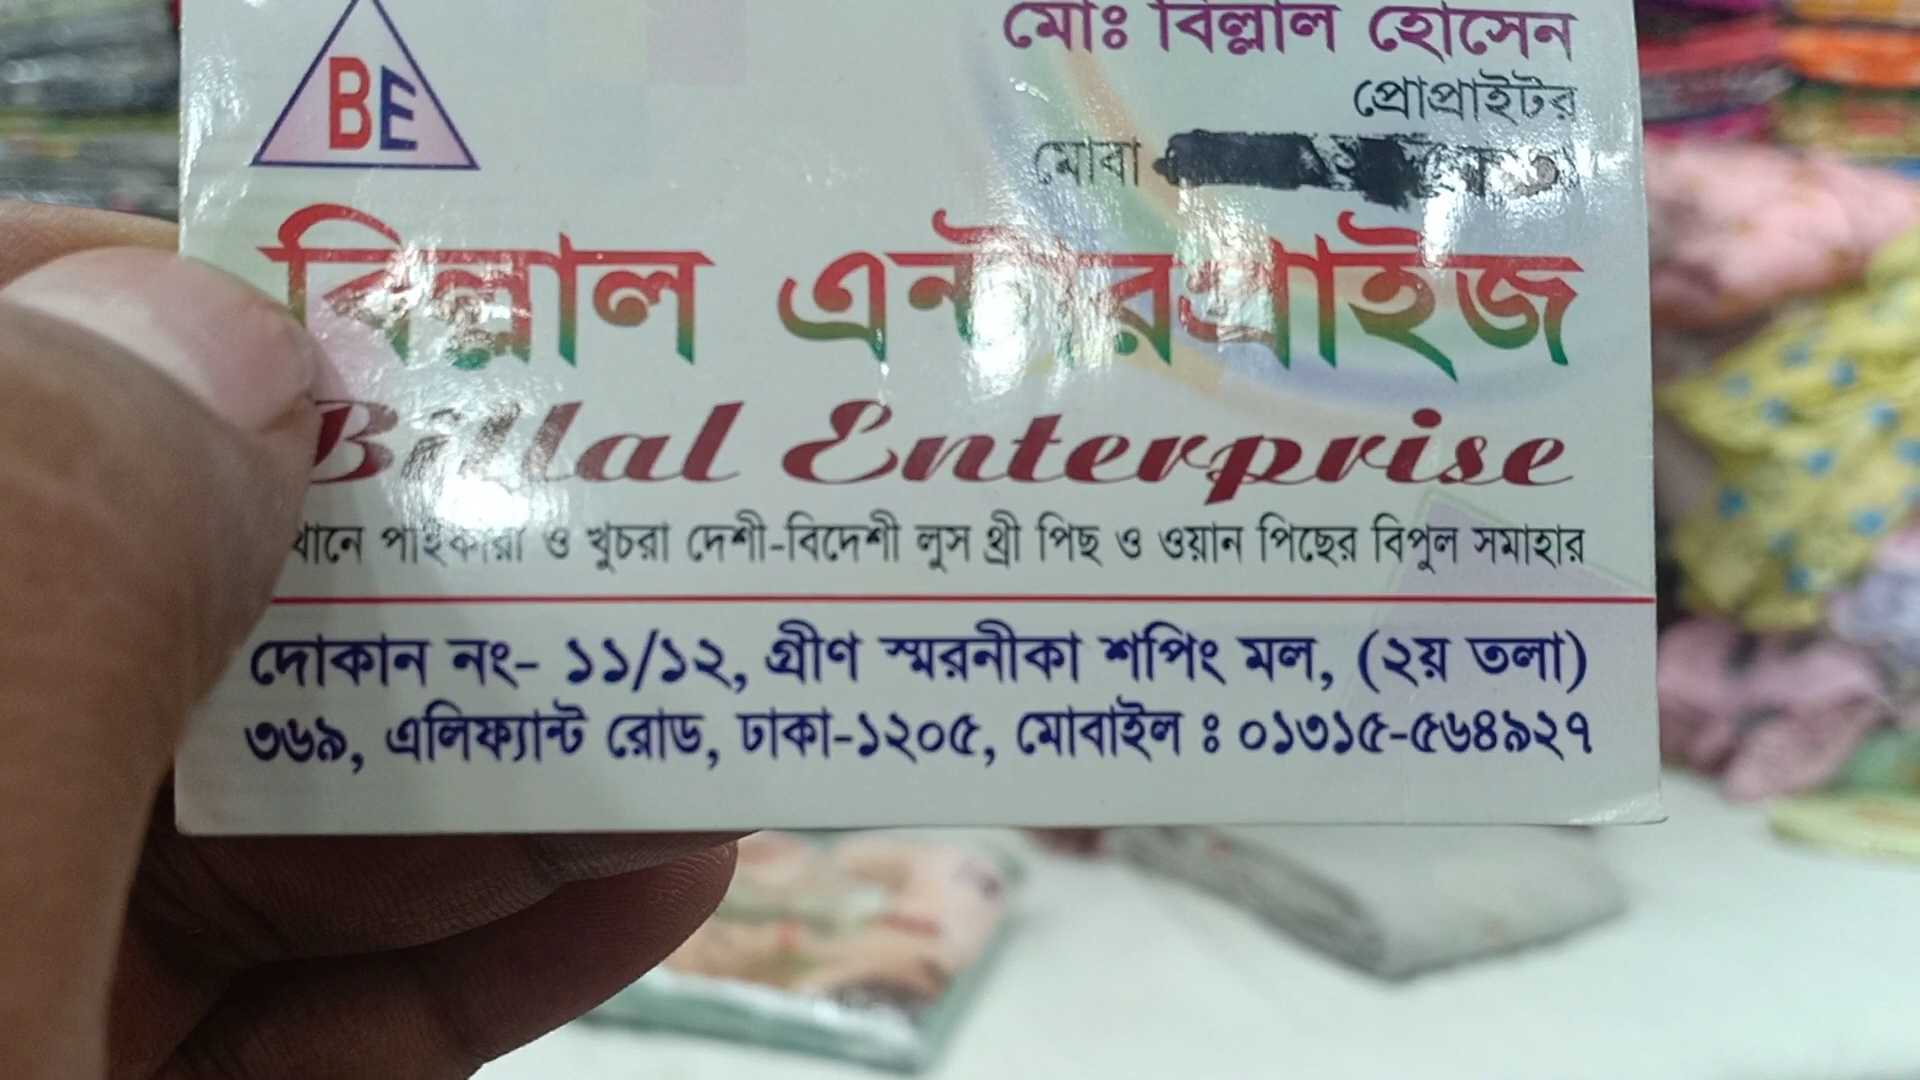 BE
মোঃ বিল্লাল হোসেন
প্রোপ্রাইটর
মোবা
বিল্লাল এন্টারপ্রাইজ
Billal Enterprise
খানে পাইকারী ও খুচরা দেশী-বিদেশী লুস থ্রী পিছ ও ওয়ান পিছের বিপুল সমাহার
দোকান নং- ১১/১২, গ্রীণ স্মরনীকা শপিং মল, (২য় তলা)
৩৬৯, এলিফ্যান্ট রোড, ঢাকা-১২০৫, মোবাইল ঃ ০১৩১৫-৫৬৪৯২৭